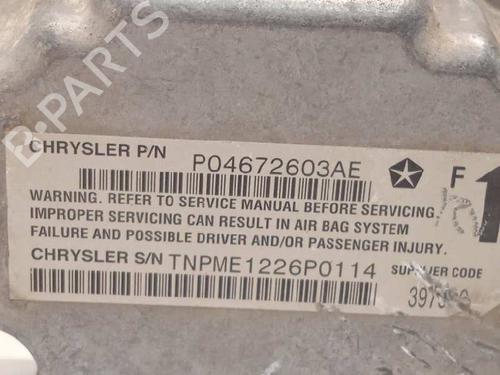 CHRYSLER P/N P04672603AE
F
WARNING. REFER TO SERVICE MANUAL BEFORE SERVICING.
IMPROPER SERVICING CAN RESULT IN AIR BAG SYSTEM
FAILURE AND POSSIBLE DRIVER AND/OR PASSENGER INJURY.
CHRYSLER S/N TNPME1226P0114 SUPPLIER CODE
B-PARTS